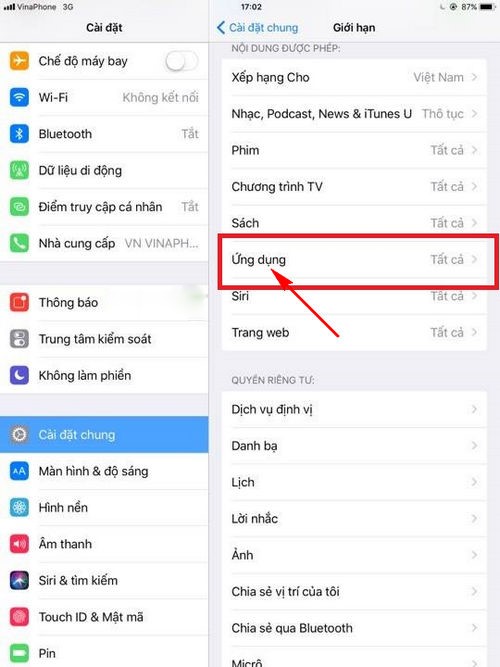 VinaPhone 3G
17:02
87%
Cài đặt
Cài đặt chung
Giới hạn
Chế độ máy bay
Wi-Fi Không kết nối
Bluetooth Tắt
Dữ liệu di động
Điểm truy cập cá nhân Tắt
Nhà cung cấp VN VINAPH...
Thông báo
Trung tâm kiểm soát
Không làm phiền
Cài đặt chung
AA Màn hình & độ sáng
Hình nền
Âm thanh
Siri & tìm kiếm
Touch ID & Mật mã
Pin
NỘI DUNG ĐƯỢC PHÉP:
Xếp hạng Cho Việt Nam
Nhạc, Podcast, News & iTunes U Thô tục
Phim Tất cả
Chương trình TV Tất cả
Sách Tất cả
Ứng dụng Tất cả
Siri Tất cả
Trang web Tất cả
QUYỀN RIÊNG TƯ:
Dịch vụ định vị
Danh bạ
Lịch
Lời nhắc
Ảnh
Chia sẻ vị trí của tôi
Chia sẻ qua Bluetooth
Micrô